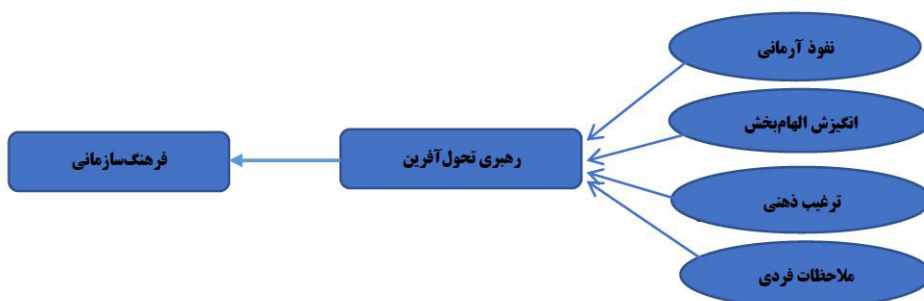 نفوذ آرمانی
انگیزش الهام‌بخش
رهبری تحول‌آفرین
فرهنگ‌سازمانی
ترغیب ذهنی
ملاحظات فردی